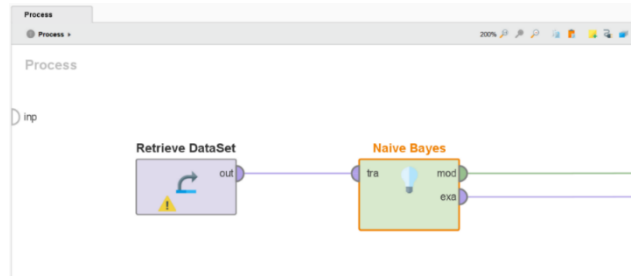 Process
Process ▸
200%
Process
inp
Retrieve DataSet
out
Naive Bayes
tra
mod
exa